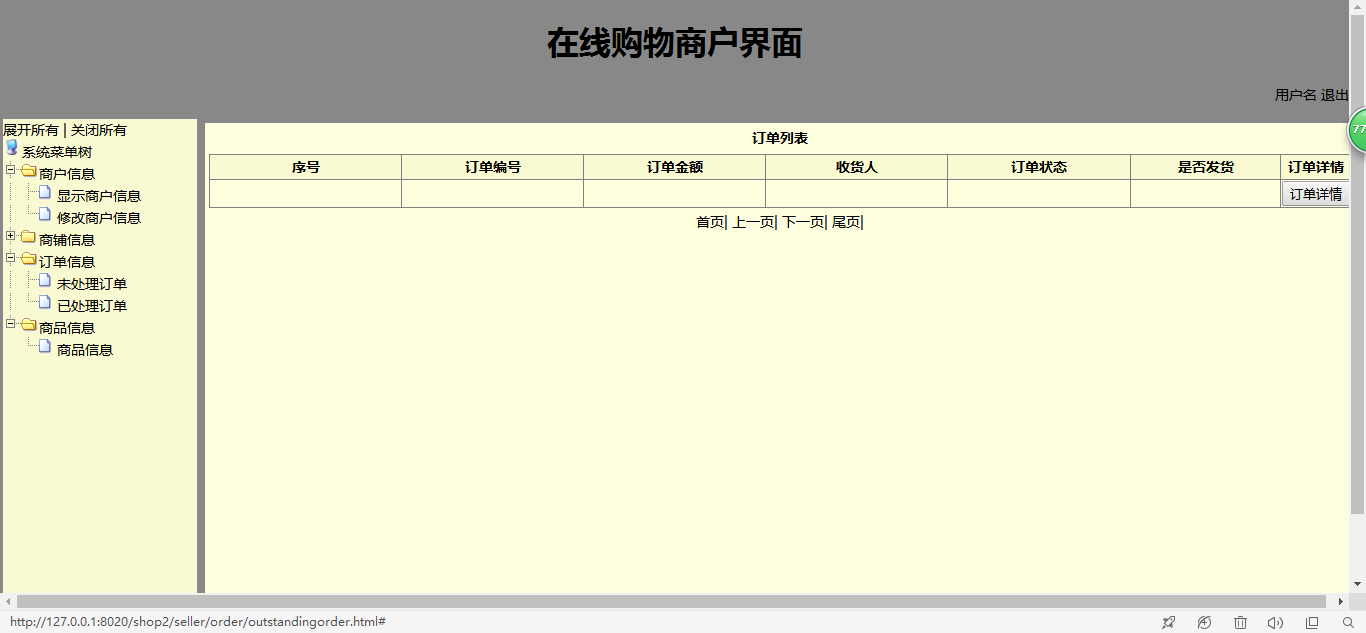 在线购物商户界面
用户名 退出
展开所有 | 关闭所有
系统菜单树
商户信息
显示商户信息
修改商户信息
商铺信息
订单信息
未处理订单
已处理订单
商品信息
商品信息
订单列表
序号 订单编号 订单金额 收货人 订单状态 是否发货 订单详情
订单详情
首页| 上一页| 下一页| 尾页|
77
http://127.0.0.1:8020/shop2/seller/order/outstandingorder.html#